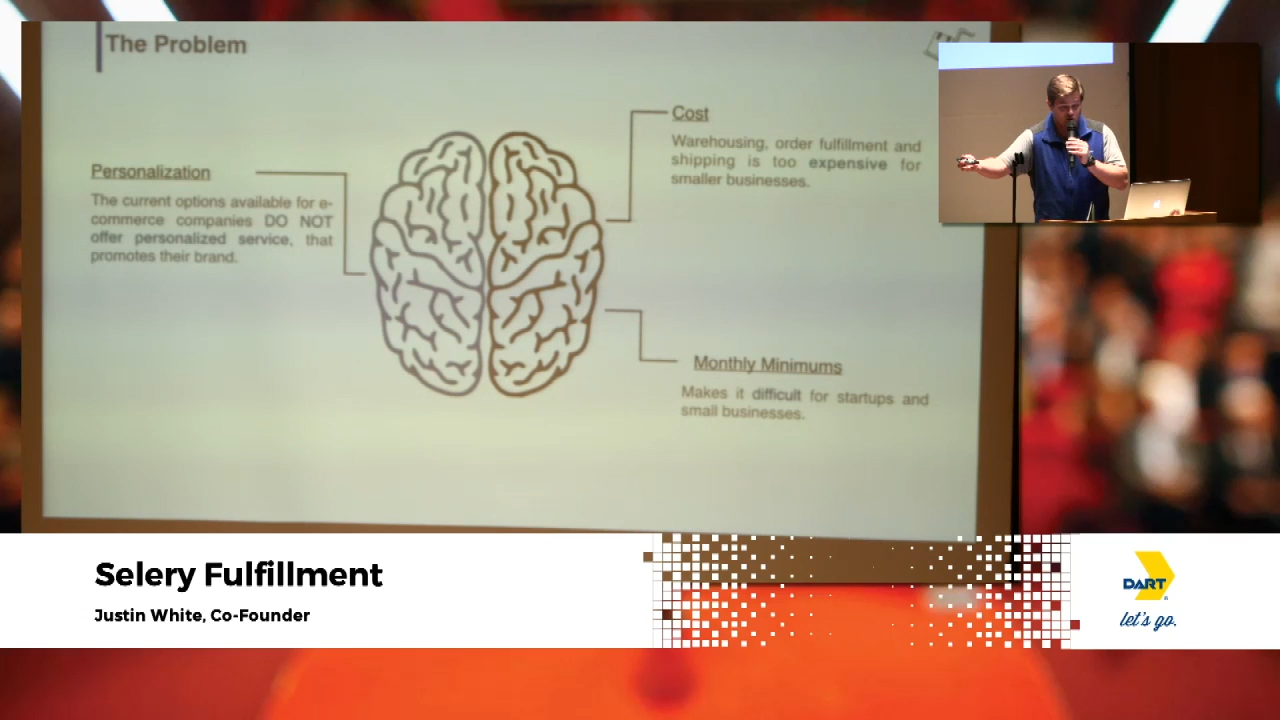 The Problem
Personalization
The current options available for e-
commerce companies DO NOT
offer personalized service, that
promotes their brand.
Cost
Warehousing, order fulfillment and
shipping is too expensive for
smaller businesses.
Monthly Minimums
Makes it difficult for startups and
small businesses.
Selery Fulfillment
Justin White, Co-Founder
DART
let's go.